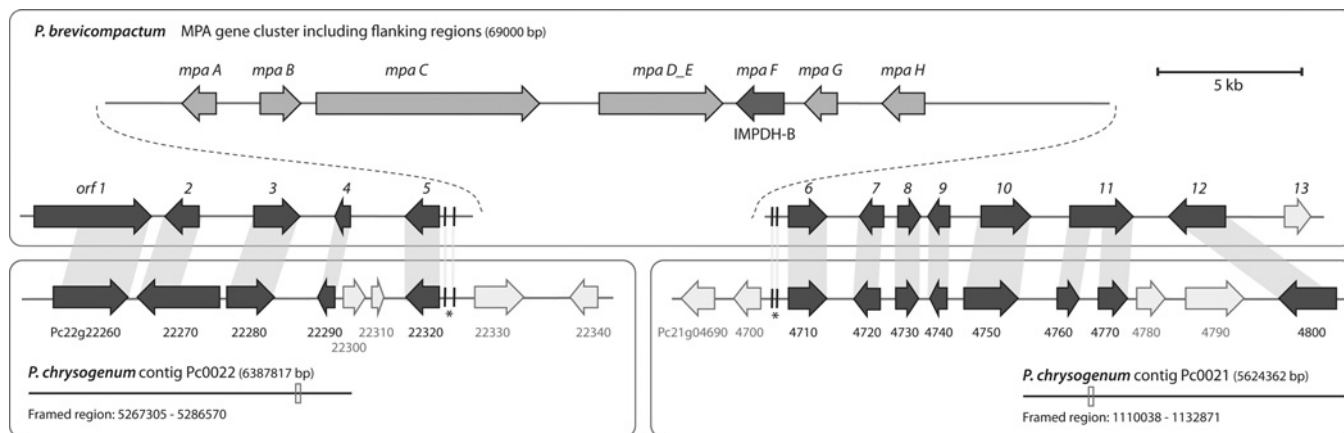 P. brevicompactum MPA gene cluster including flanking regions (69000 bp)
mpa A mpa B mpa C mpa D_E mpa F mpa G mpa H
5 kb
IMPDH-B
orf 1 2 3 4 5 6 7 8 9 10 11 12 13
* *
Pc22g22260 22270 22280 22290 22310 22320 22330 22340
22300
Pc21g04690 4700 4710 4720 4730 4740 4750 4760 4770 4780 4790 4800
P. chrysogenum contig Pc0022 (6387817 bp)
Framed region: 5267305 - 5286570
P. chrysogenum contig Pc0021 (5624362 bp)
Framed region: 1110038 - 1132871